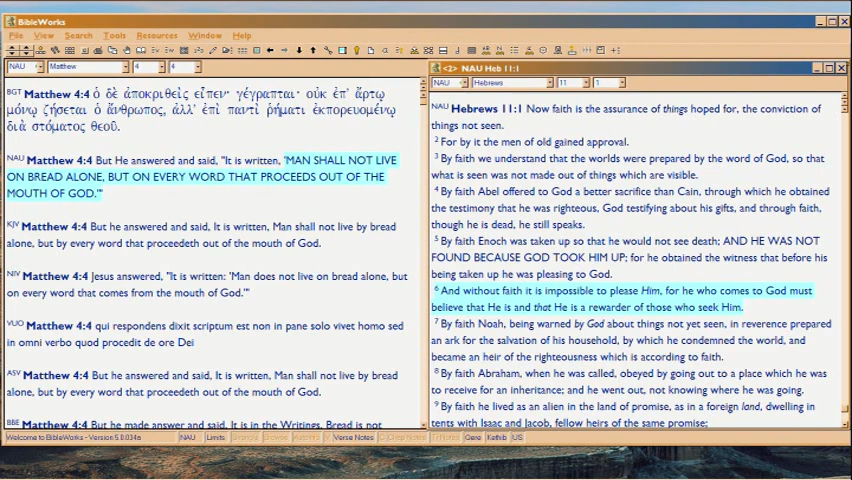 BibleWorks
File View Search Tools Resources Window Help
NAU Matthew 4 4
BGT Matthew 4:4 ὁ δὲ ἀποκριθεὶς εἶπεν· γέγραπται· οὐκ ἐπ' ἄρτῳ
μόνῳ ζήσεται ὁ ἄνθρωπος, ἀλλ' ἐπὶ παντὶ ῥήματι ἐκπορευομένῳ
διὰ στόματος θεοῦ.
NAU Matthew 4:4 But He answered and said, "It is written, 'MAN SHALL NOT LIVE
ON BREAD ALONE, BUT ON EVERY WORD THAT PROCEEDS OUT OF THE
MOUTH OF GOD.'"
KJV Matthew 4:4 But he answered and said, It is written, Man shall not live by bread
alone, but by every word that proceedeth out of the mouth of God.
NIV Matthew 4:4 Jesus answered, "It is written: 'Man does not live on bread alone, but
on every word that comes from the mouth of God.'"
VUO Matthew 4:4 qui respondens dixit scriptum est non in pane solo vivet homo sed
in omni verbo quod procedit de ore Dei
ASV Matthew 4:4 But he answered and said, It is written, Man shall not live by bread
alone, but by every word that proceedeth out of the mouth of God.
BBE Matthew 4:4 But he made answer and said, It is in the Writings, Bread is not
<2> NAU Heb 11:1
NAU Hebrews 11 1
NAU Hebrews 11:1 Now faith is the assurance of things hoped for, the conviction of
things not seen.
2 For by it the men of old gained approval.
3 By faith we understand that the worlds were prepared by the word of God, so that
what is seen was not made out of things which are visible.
4 By faith Abel offered to God a better sacrifice than Cain, through which he obtained
the testimony that he was righteous, God testifying about his gifts, and through faith,
though he is dead, he still speaks.
5 By faith Enoch was taken up so that he would not see death; AND HE WAS NOT
FOUND BECAUSE GOD TOOK HIM UP; for he obtained the witness that before his
being taken up he was pleasing to God.
6 And without faith it is impossible to please Him, for he who comes to God must
believe that He is and that He is a rewarder of those who seek Him.
7 By faith Noah, being warned by God about things not yet seen, in reverence prepared
an ark for the salvation of his household, by which he condemned the world, and
became an heir of the righteousness which is according to faith.
8 By faith Abraham, when he was called, obeyed by going out to a place which he was
to receive for an inheritance; and he went out, not knowing where he was going.
9 By faith he lived as an alien in the land of promise, as in a foreign land, dwelling in
tents with Isaac and Jacob, fellow heirs of the same promise;
Welcome to BibleWorks - Version 5.0.034a NAU Limits Verse Notes Qere Kethib US